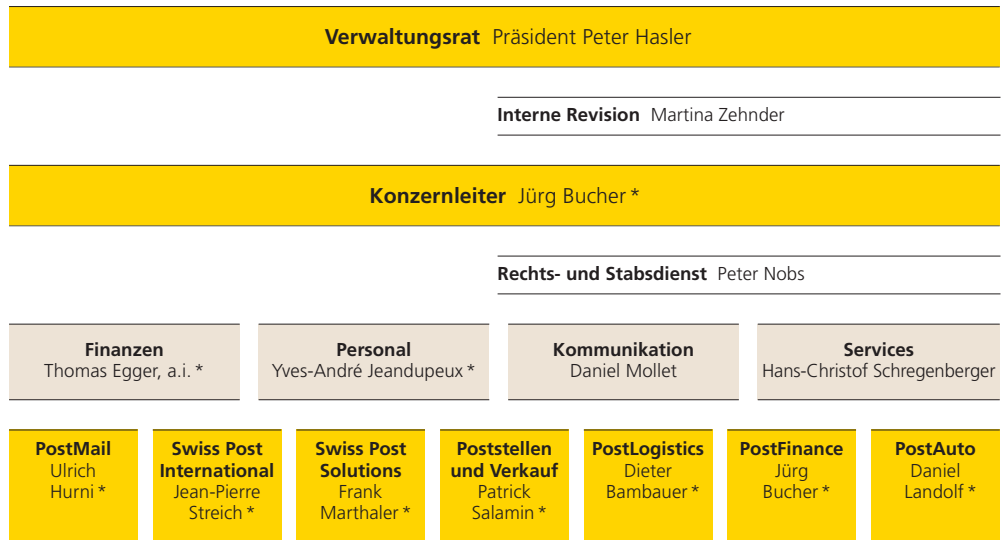 Verwaltungsrat Präsident Peter Hasler
Interne Revision Martina Zehnder
Konzernleiter Jürg Bucher *
Rechts- und Stabsdienst Peter Nobs
Finanzen
Thomas Egger, a.i. *
Personal
Yves-André Jeandupeux *
Kommunikation
Daniel Mollet
Services
Hans-Christof Schregenberger
PostMail
Ulrich
Hurni *
Swiss Post
International
Jean-Pierre
Streich *
Swiss Post
Solutions
Frank
Marthaler *
Poststellen
und Verkauf
Patrick
Salamin *
PostLogistics
Dieter
Bambauer *
PostFinance
Jürg
Bucher *
PostAuto
Daniel
Landolf *